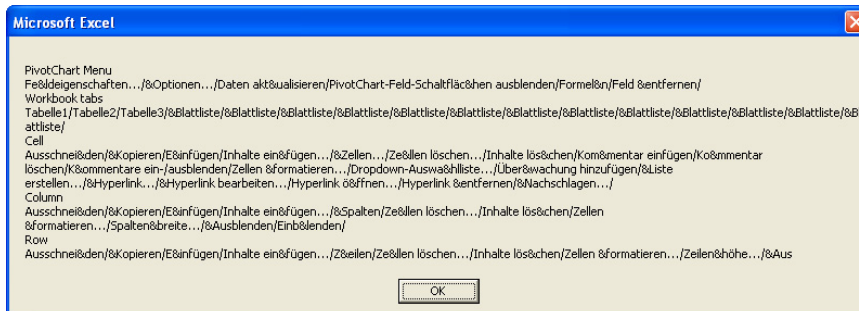 Microsoft Excel
PivotChart Menu
Fe&ldeigenschaften.../&Optionen.../Daten akt&ualisieren/PivotChart-Feld-Schaltfläc&hen ausblenden/Formel&n/Feld &entfernen/
Workbook tabs
Tabelle1/Tabelle2/Tabelle3/&Blattliste/&Blattliste/&Blattliste/&Blattliste/&Blattliste/&Blattliste/&Blattliste/&Blattliste/&Blattliste/&Blattliste/&Blattliste/&B
attliste/
Cell
Ausschnei&den/&Kopieren/E&infügen/Inhalte ein&fügen.../&Zellen.../Ze&llen löschen.../Inhalte lös&chen/Kom&mentar einfügen/Ko&mmentar
löschen/K&ommentare ein-/ausblenden/Zellen &formatieren.../Dropdown-Auswa&hlliste.../Über&wachung hinzufügen/&Liste
erstellen.../&Hyperlink.../&Hyperlink bearbeiten.../Hyperlink ö&ffnen.../Hyperlink &entfernen/&Nachschlagen.../
Column
Ausschnei&den/&Kopieren/E&infügen/Inhalte ein&fügen.../&Spalten/Ze&llen löschen.../Inhalte lös&chen/Zellen
&formatieren.../Spalten&breite.../&Ausblenden/Einb&lenden/
Row
Ausschnei&den/&Kopieren/E&infügen/Inhalte ein&fügen.../Z&eilen/Ze&llen löschen.../Inhalte lös&chen/Zellen &formatieren.../Zeilen&höhe.../&Aus
OK